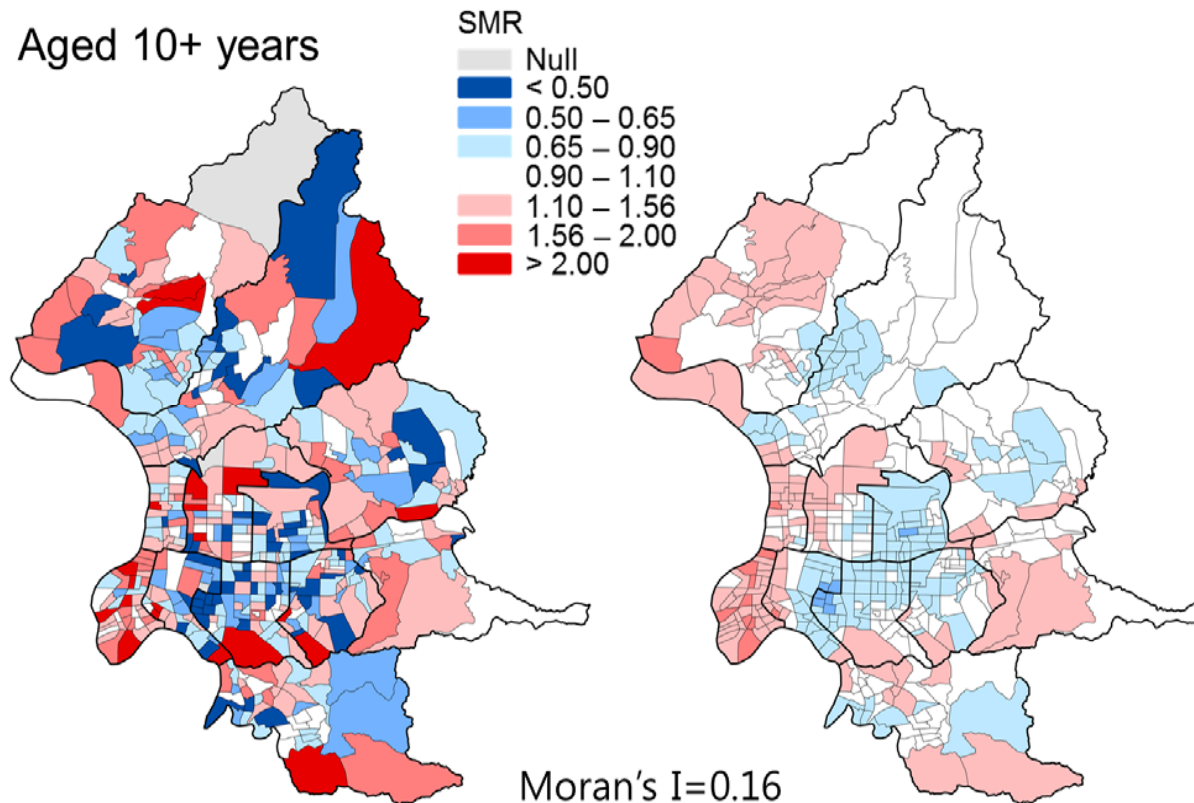 Aged 10+ years
SMR
Null
< 0.50
0.50 – 0.65
0.65 – 0.90
0.90 – 1.10
1.10 – 1.56
1.56 – 2.00
> 2.00
Moran's I=0.16